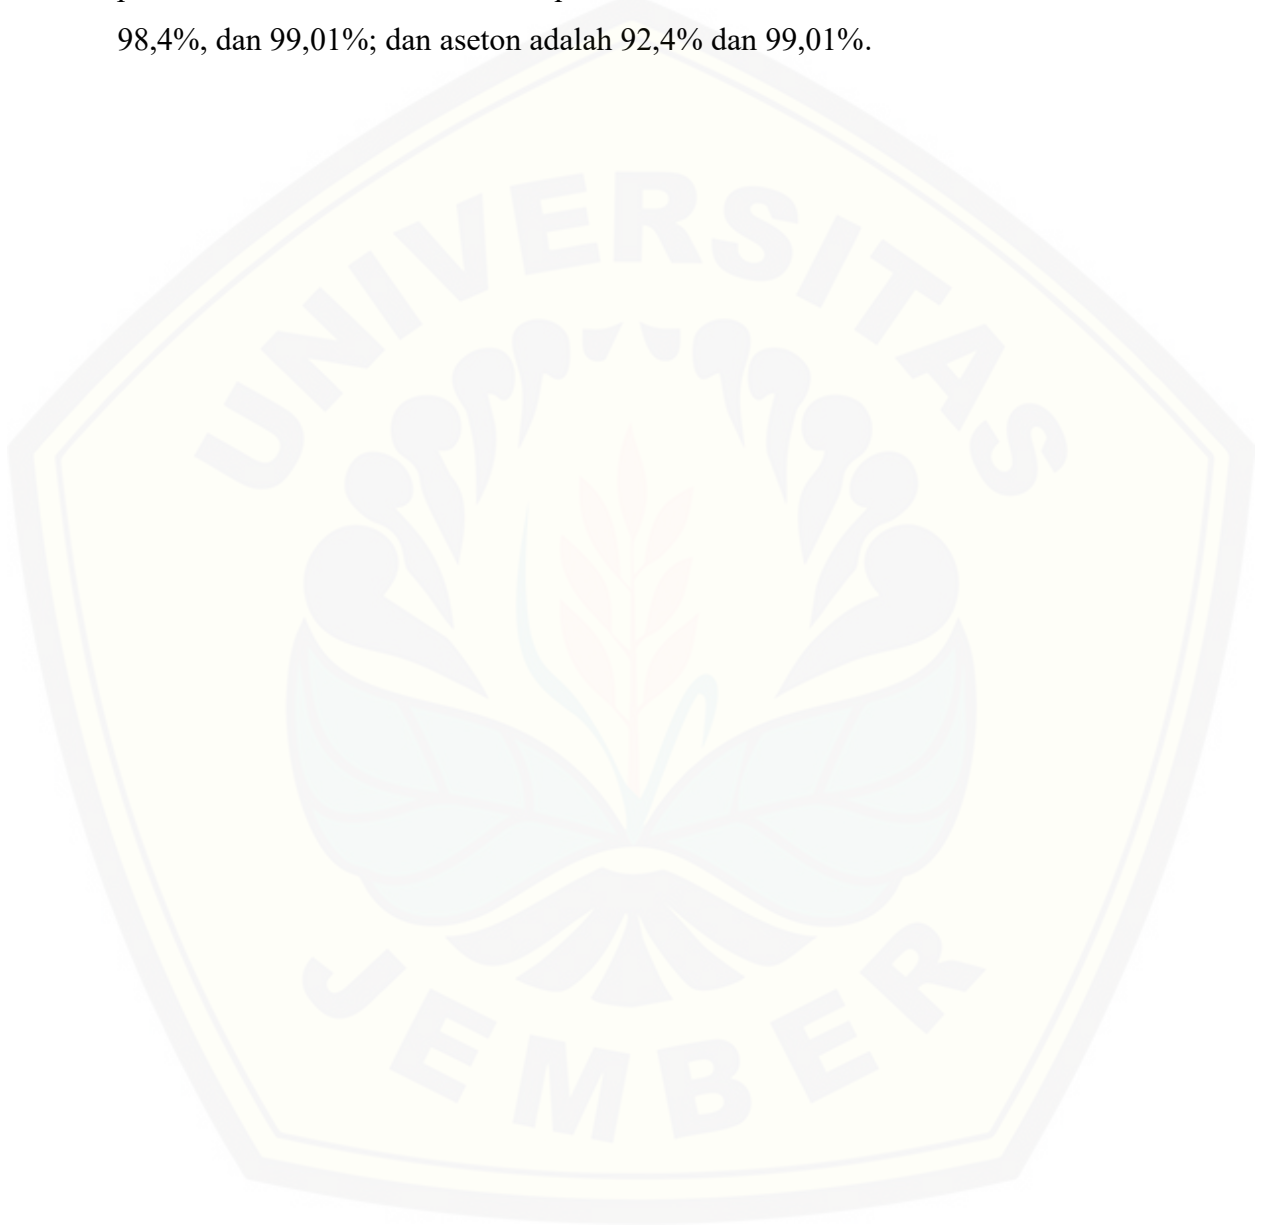 98,4%, dan 99,01%; dan aseton adalah 92,4% dan 99,01%.
UNIVERSITAS
JEMBER